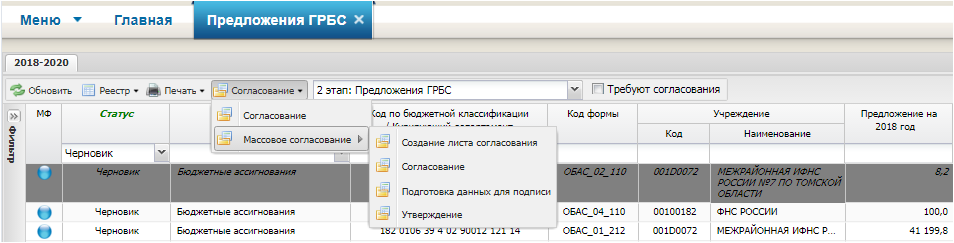 Меню Главная Предложения ГРБС
2018-2020
Обновить Реестр Печать Согласование 2 этап: Предложения ГРБС Требуют согласования
Фильтр
МФ Статус Код по бюджетной классификации Код формы Учреждение Предложение на 2018 год
Код Наименование
Согласование
Массовое согласование
Создание листа согласования
Согласование
Подготовка данных для подписи
Утверждение
Черновик
Черновик Бюджетные ассигнования ОБАС_02_110 001D0072 МЕЖРАЙОННАЯ ИФНС РОССИИ №7 ПО ТОМСКОЙ ОБЛАСТИ 8,2
Черновик Бюджетные ассигнования ОБАС_04_110 00100182 ФНС РОССИИ 100,0
Черновик Бюджетные ассигнования 182 0106 39 4 02 90012 121 14 ОБАС_01_212 001D0072 МЕЖРАЙОННАЯ ИФНС Р... 41 199,8